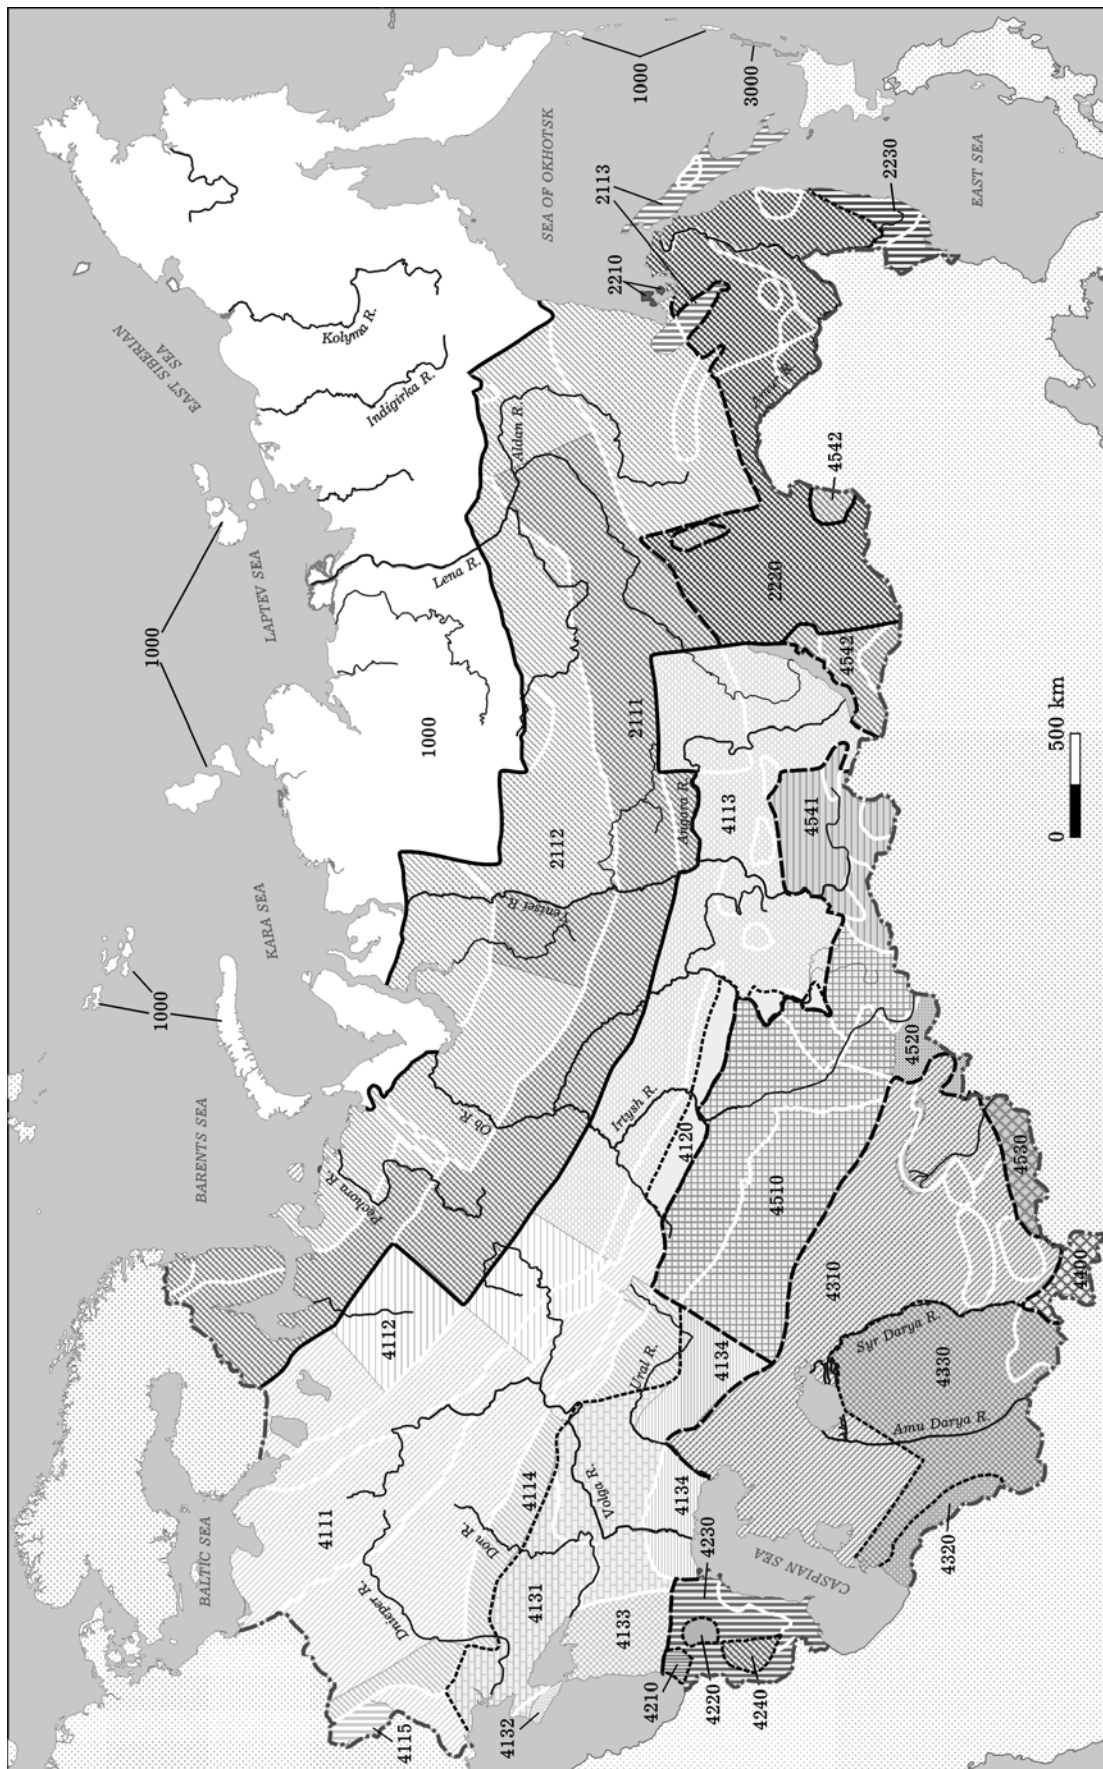 1000
3000
SEA OF OKHOTSK
2113
2210
2230
EAST SEA
Kolyma R.
EAST SIBERIAN
SEA
Indigirka R.
Aldan R.
Amur R.
4542
1000
LAPTEV SEA
Lena R.
2220
4542
1000
2111
2112
Angara R.
4113
4541
500 km
0
KARA SEA
Yenisei R.
1000
4520
BARENTS SEA
Ob R.
Irtysh R.
4120
4510
4530
Pechora R.
4310
4400
4112
Ural R.
4134
Syr Darya R.
4330
Amu Darya R.
4111
4114
Volga R.
4134
4230
CASPIAN SEA
4320
BALTIC SEA
Don R.
Dnieper R.
4131
4133
4210
4220
4240
4115
4132